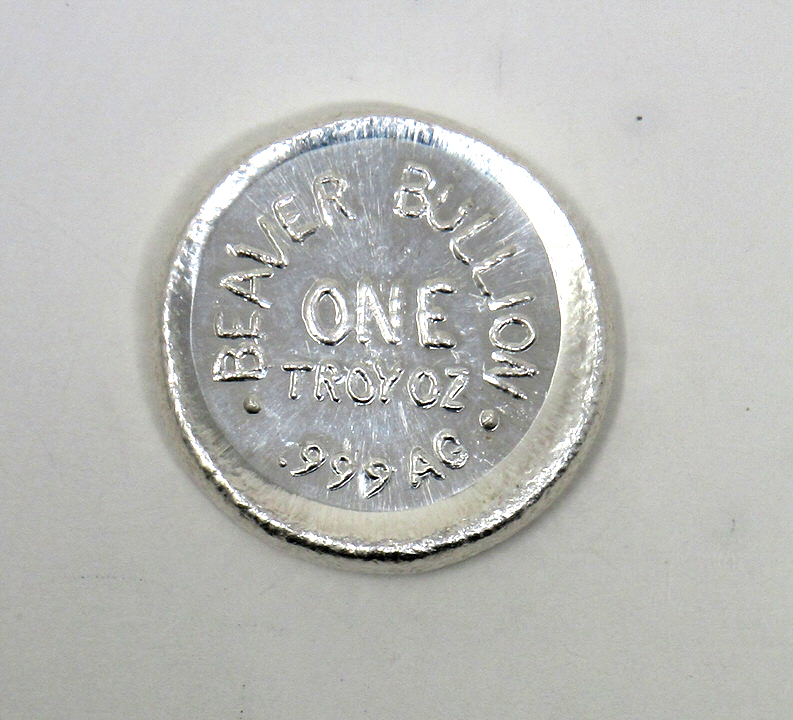 BEAVER BULLION
ONE
TROY OZ
.999 AG